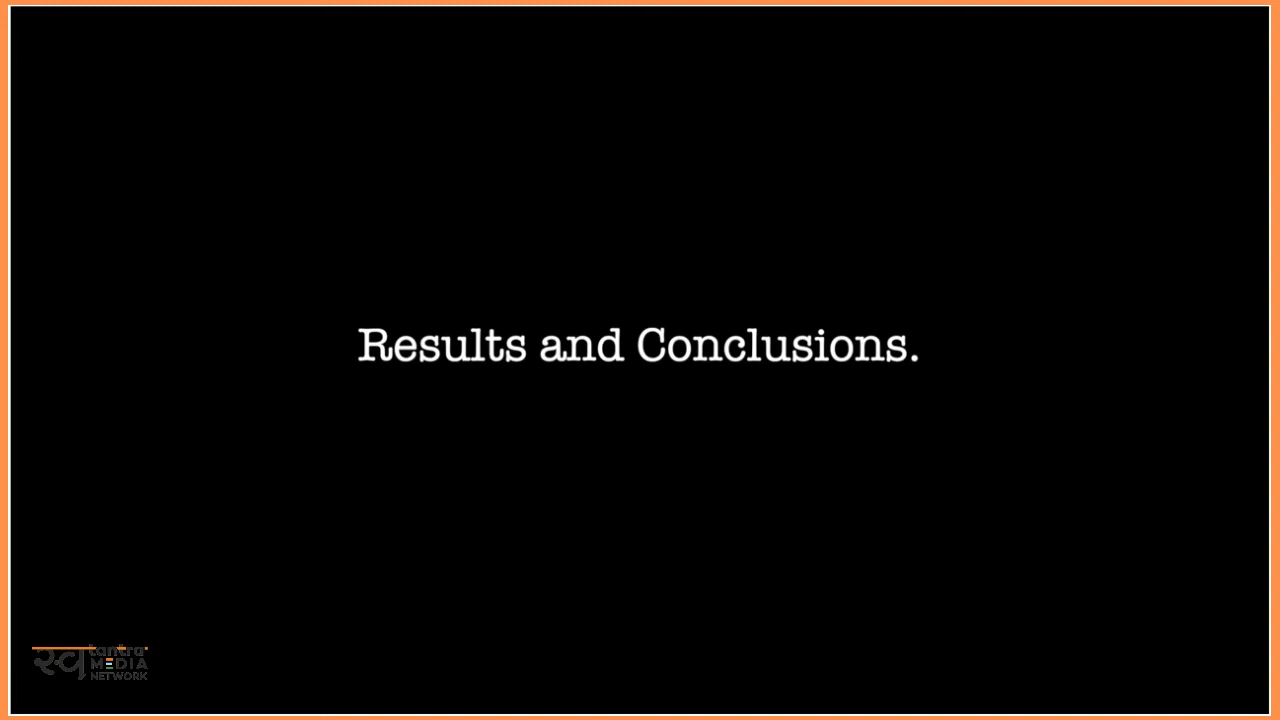 Results and Conclusions.
स्व tantra
MEDIA
NETWORK